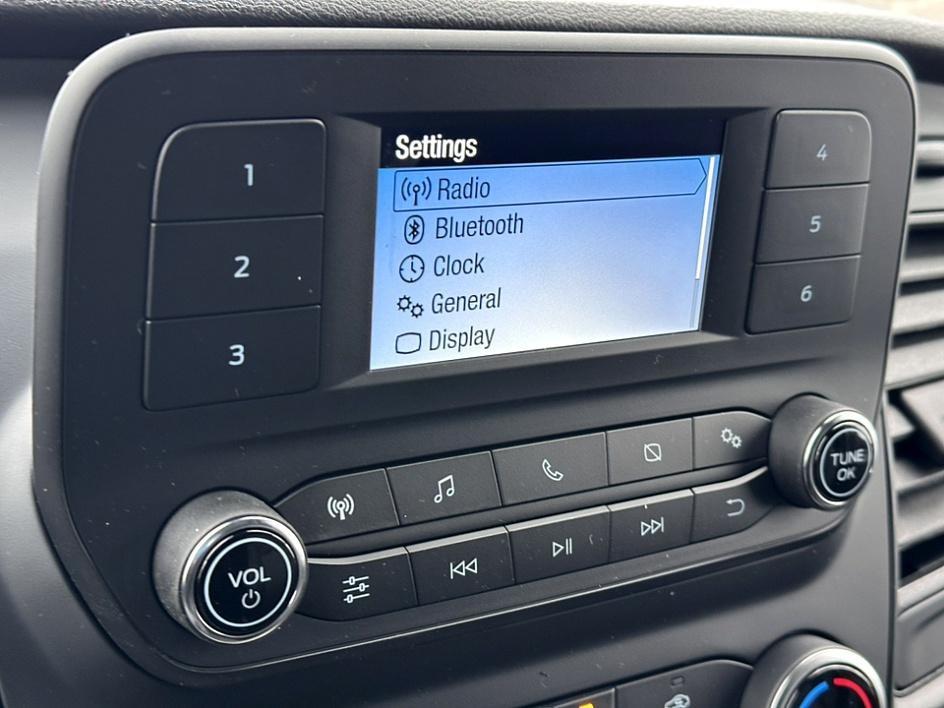 Settings
Radio
Bluetooth
Clock
General
Display
1
2
3
4
5
6
VOL
TUNE
OK